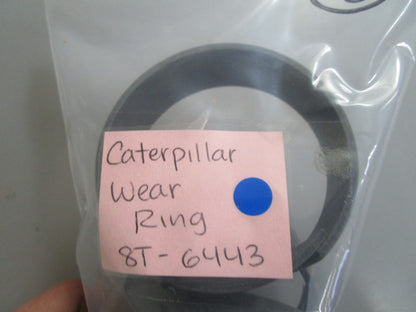 Caterpillar
Wear
Ring
8T-6443